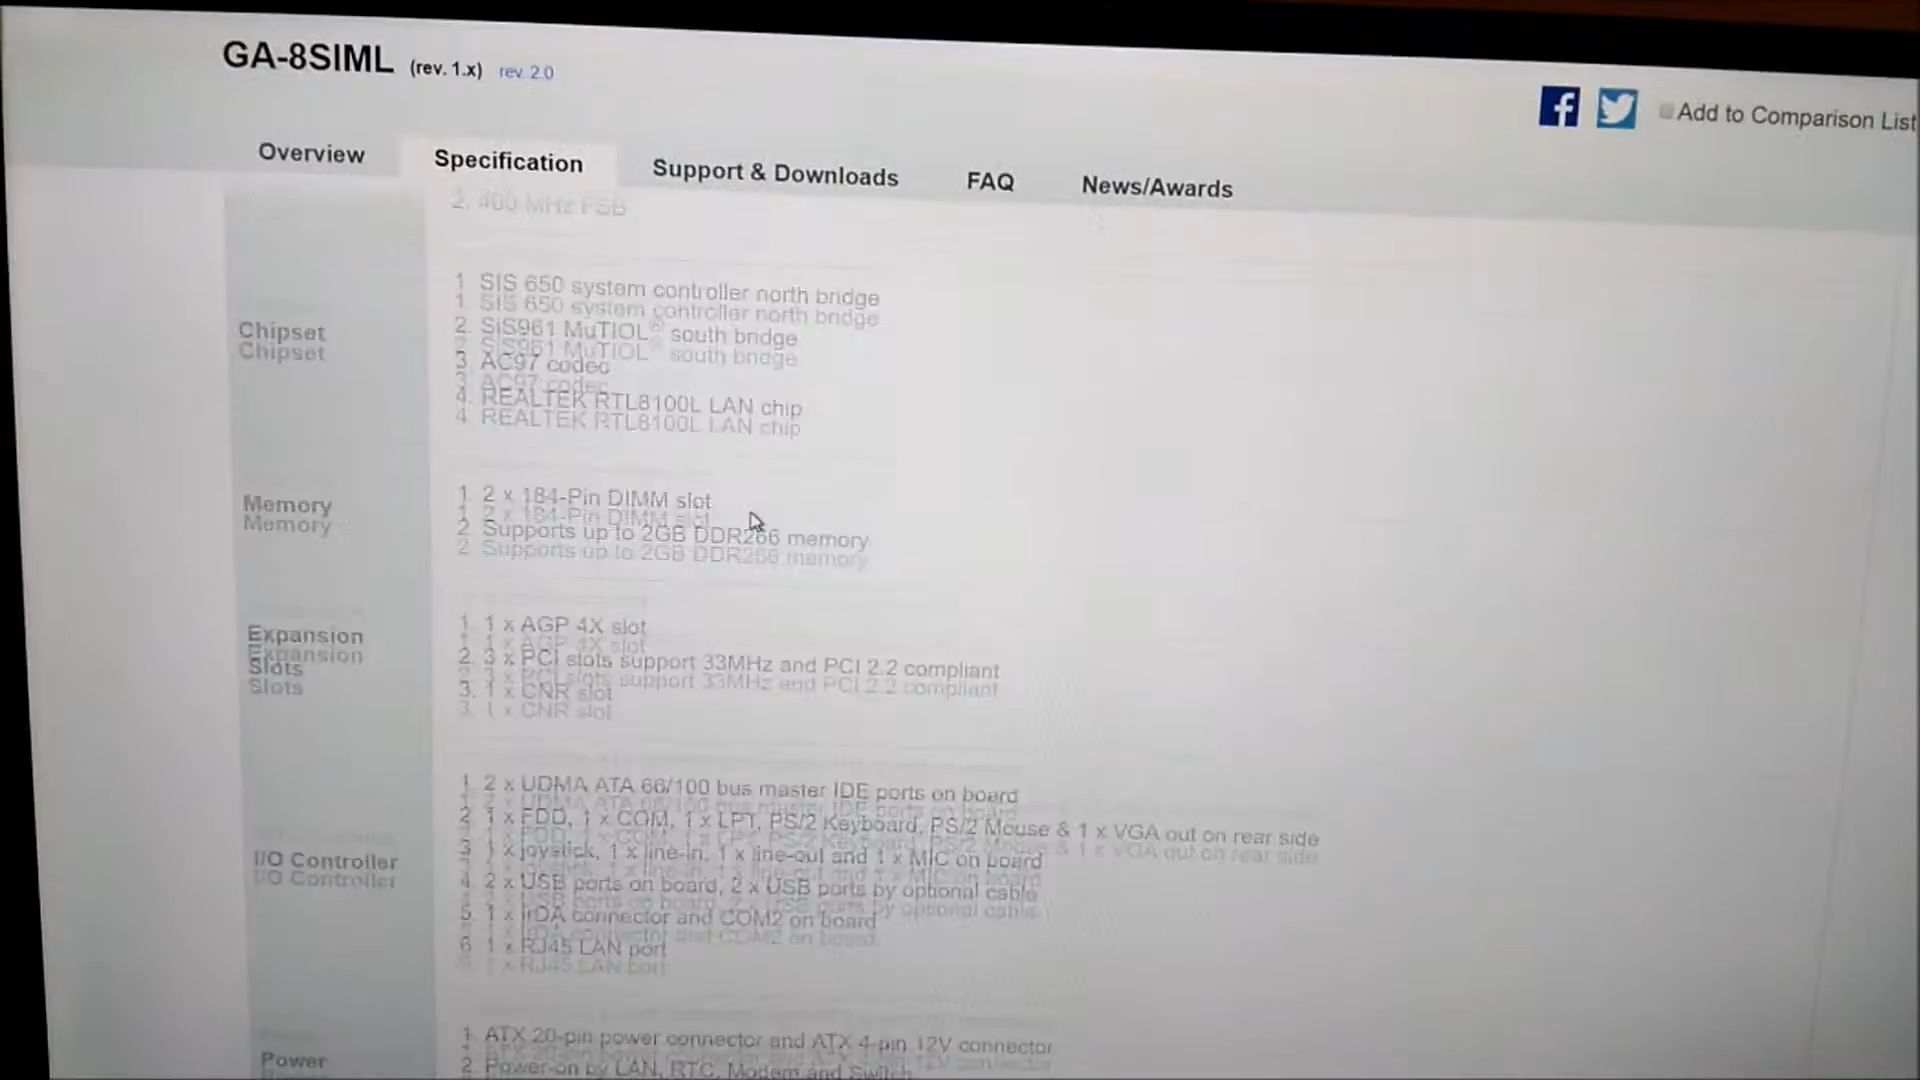 GA-8SIML (rev. 1.x) rev. 2.0
Add to Comparison List
Overview Specification Support & Downloads FAQ News/Awards
2. 400 MHz FSB
Chipset
1. SIS 650 system controller north bridge
2. SiS961 MuTIOL® south bridge
3. AC97 codec
4. REALTEK RTL8100L LAN chip
Memory
1. 2 x 184-Pin DIMM slot
2. Supports up to 2GB DDR266 memory
Expansion
Slots
1. 1 x AGP 4X slot
2. 3 x PCI slots support 33MHz and PCI 2.2 compliant
3. 1 x CNR slot
I/O Controller
1. 2 x UDMA ATA 66/100 bus master IDE ports on board
2. 1 x FDD, 1 x COM, 1 x LPT, PS/2 Keyboard, PS/2 Mouse & 1 x VGA out on rear side
3. 1 x joystick, 1 x line-in, 1 x line-out and 1 x MIC on board
4. 2 x USB ports on board, 2 x USB ports by optional cable
5. 1 x IrDA connector and COM2 on board
6. 1 x RJ45 LAN port
Power
1. ATX 20-pin power connector and ATX 4-pin 12V connector
2. Power-on by LAN, RTC, Modem and Switch